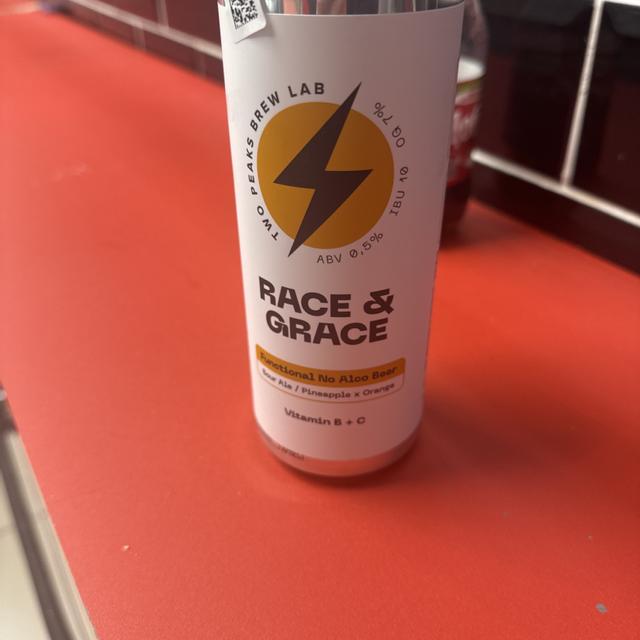 TWO PEAKS BREW LAB
OG 7%
IBU 10
ABV 0,5%
RACE &
GRACE
Functional No Alco Beer
Sour Ale / Pineapple x Orange
Vitamin B + C